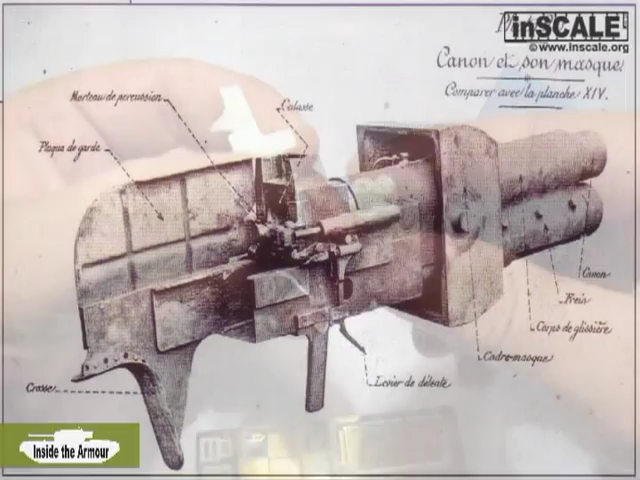 inSCALE
©www.inscale.org
Canon et son masque
Comparer avec la planche XIV.
Marteau de percussion
Culasse
Plaque de garde
Canon
Frein
Corps de glissière
Cadre-masque
Levier de détente
Crosse
Inside the Armour